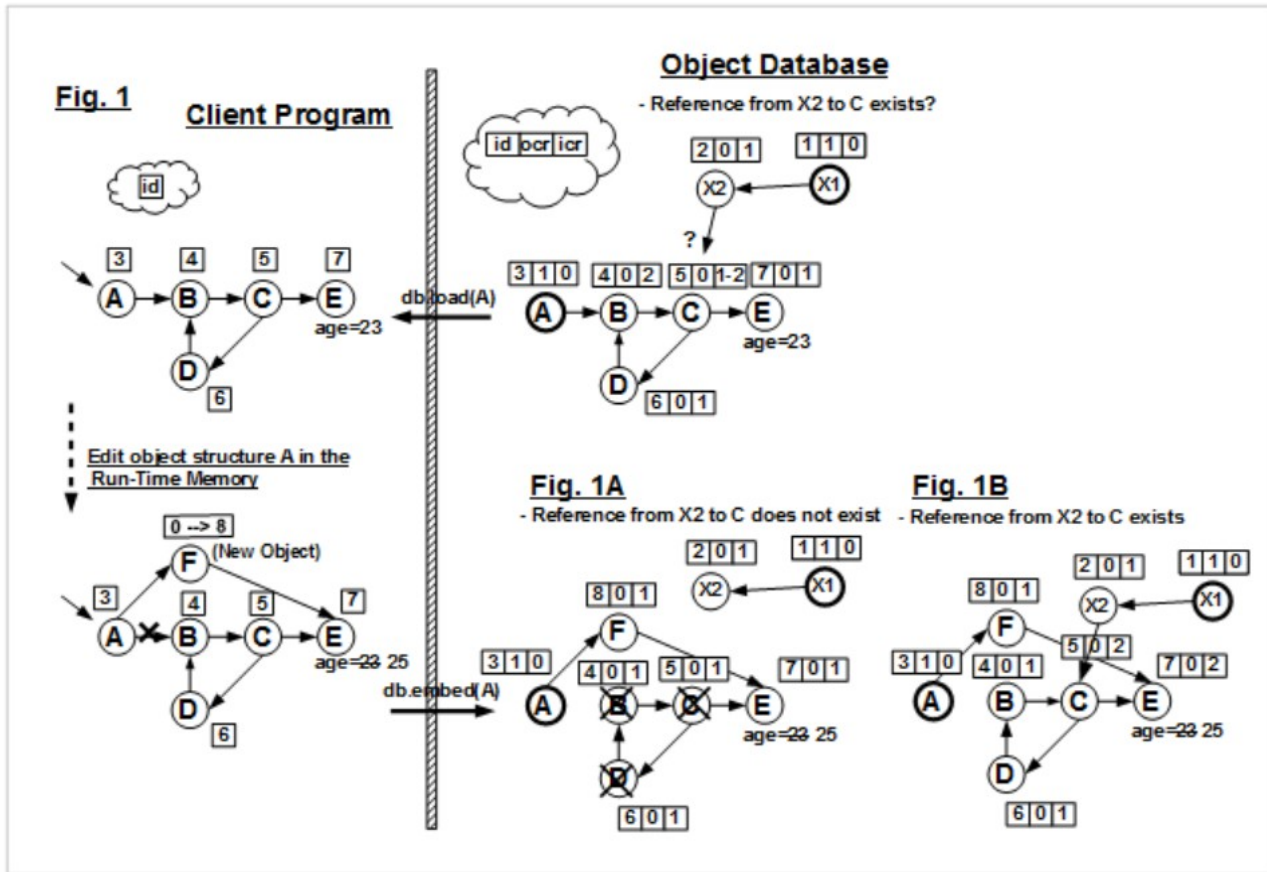 Fig. 1
Client Program
Object Database
- Reference from X2 to C exists?
id
id ocr icr
2 0 1
1 1 0
X2
X1
?
3
4
5
7
A
B
C
E
age=23
D
6
db.load(A)
3 1 0
4 0 2
5 0 1-2
7 0 1
A
B
C
E
age=23
D
6 0 1
Edit object structure A in the
Run-Time Memory
0 --> 8
F
(New Object)
3
4
5
7
A
B
C
E
age=23 25
D
6
db.embed(A)
Fig. 1A
- Reference from X2 to C does not exist
2 0 1
1 1 0
X2
X1
8 0 1
F
3 1 0
4 0 1
5 0 1
7 0 1
A
B
C
E
age=23 25
D
6 0 1
Fig. 1B
- Reference from X2 to C exists
2 0 1
1 1 0
X2
X1
8 0 1
F
5 0 2
3 1 0
4 0 1
7 0 2
A
B
C
E
age=23 25
D
6 0 1